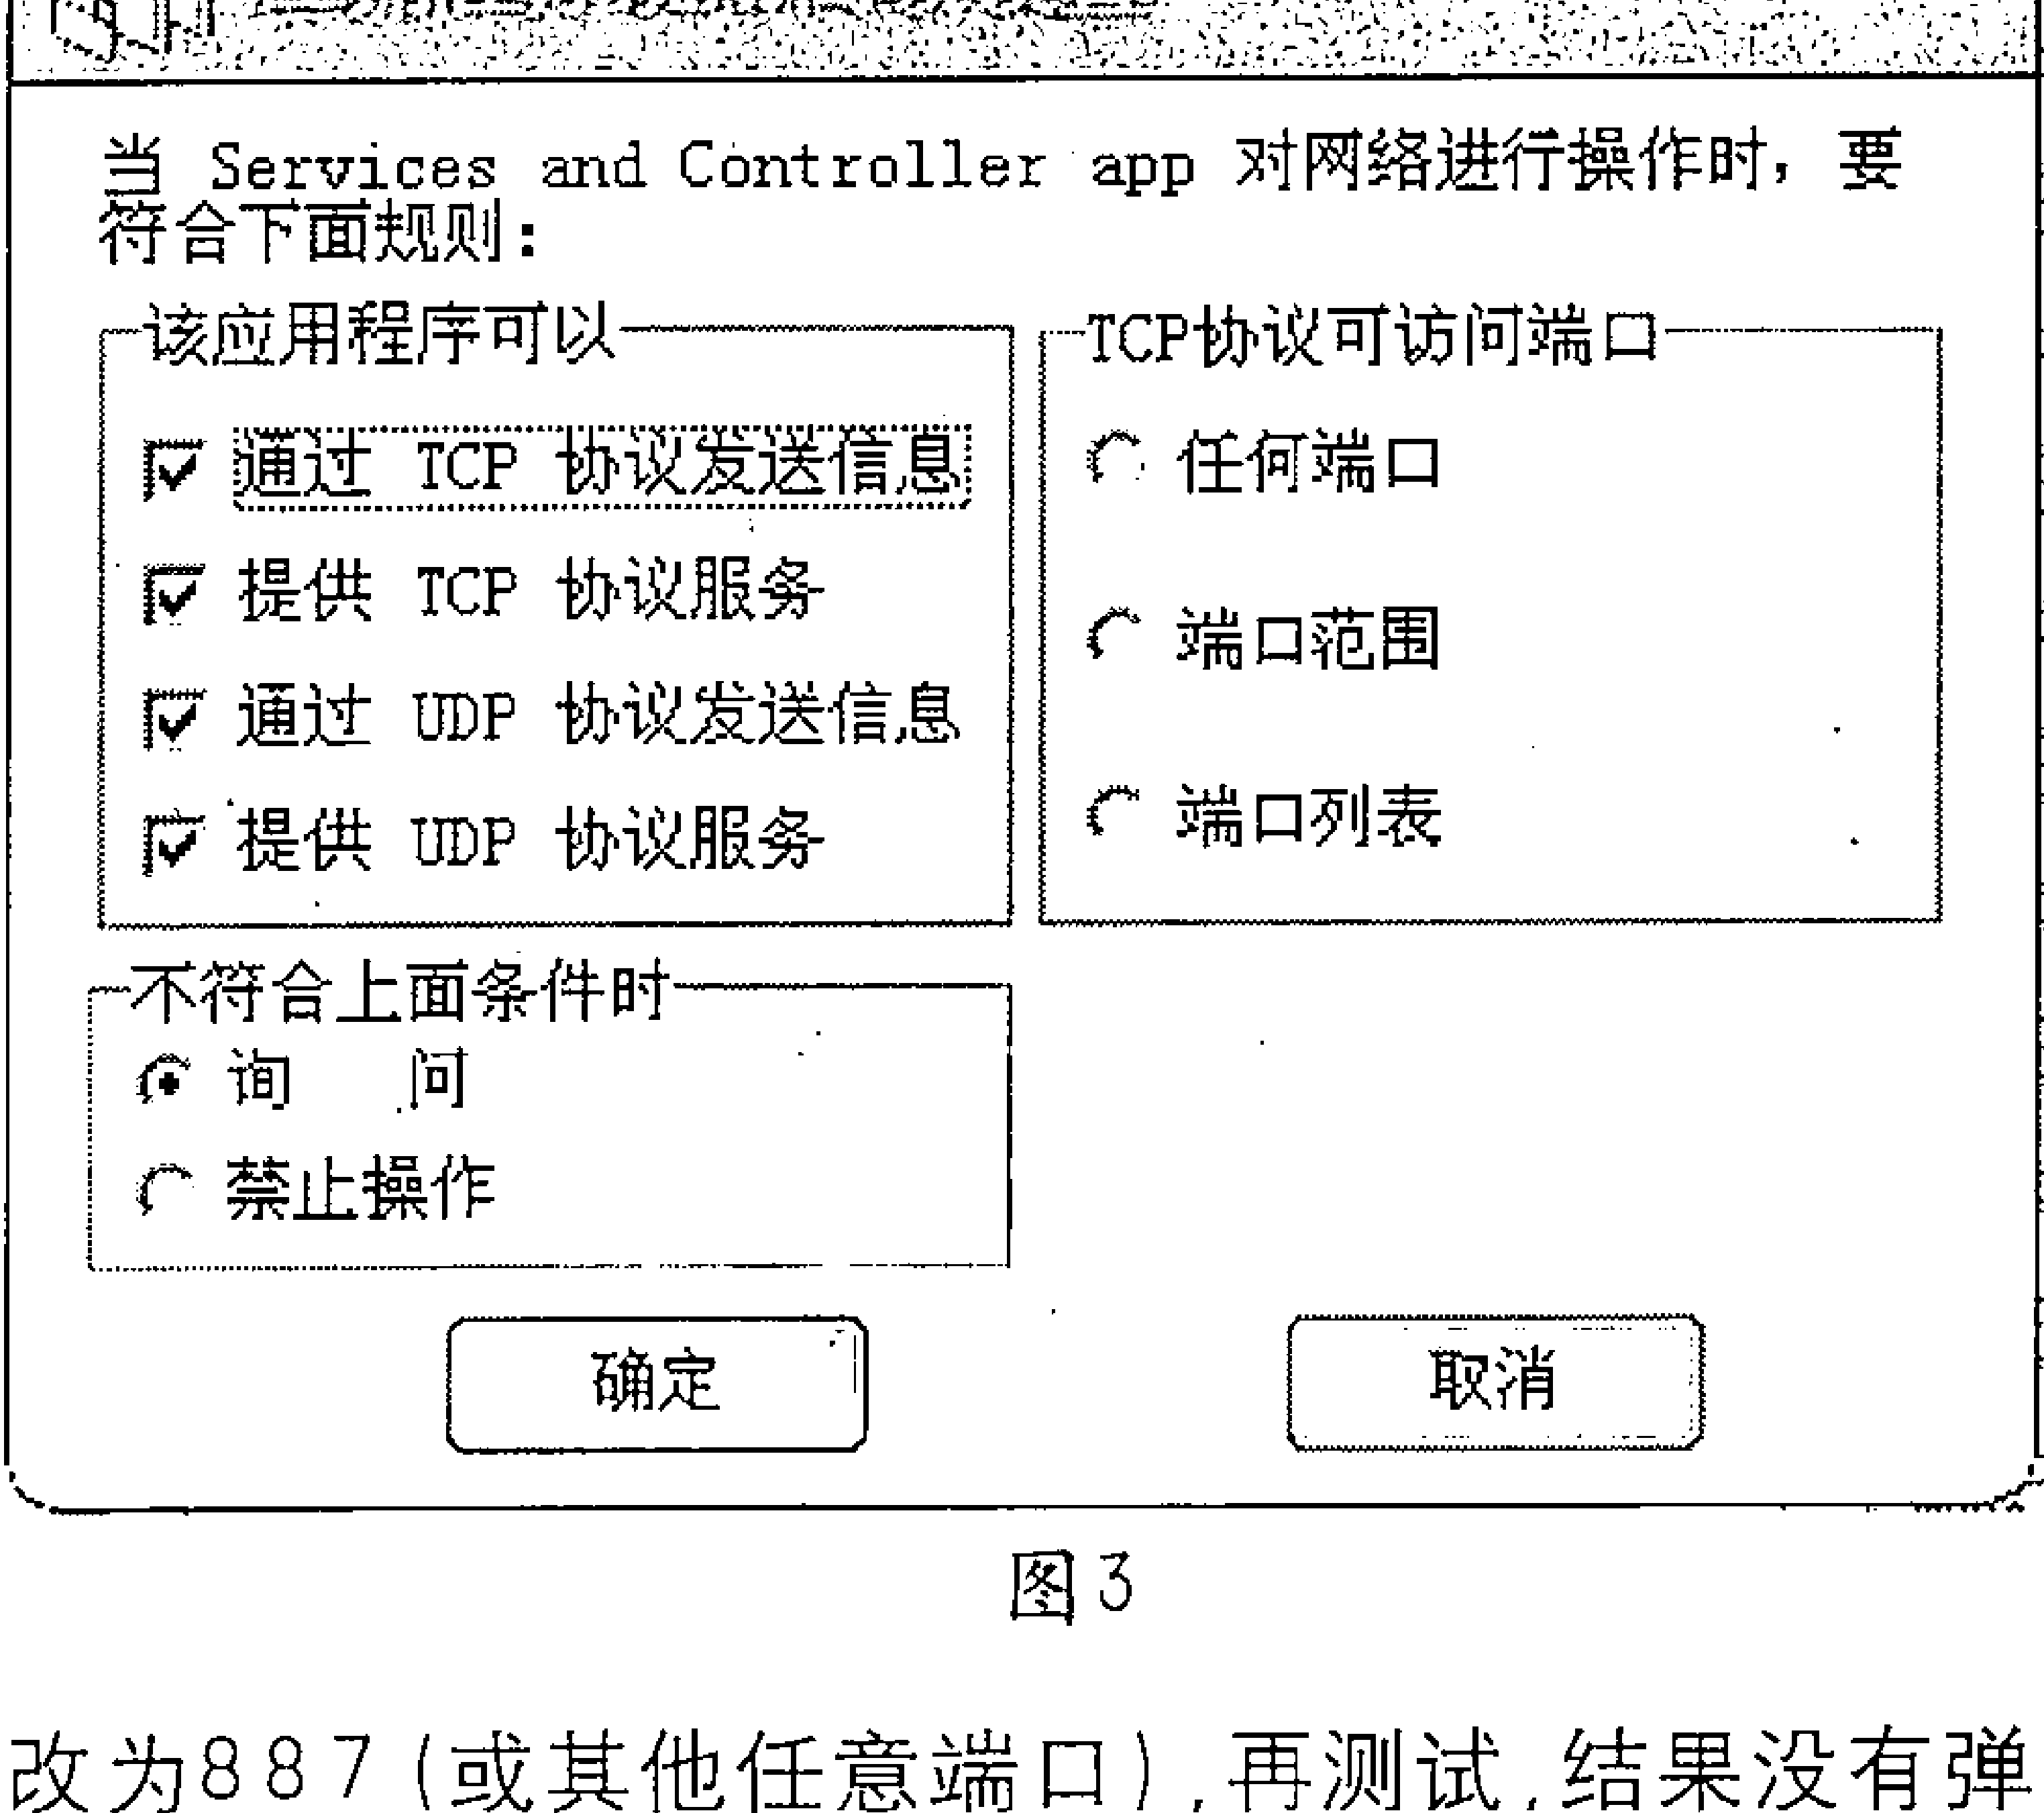 当 Services and Controller app 对网络进行操作时，要
符合下面规则：
该应用程序可以
通过 TCP 协议发送信息
提供 TCP 协议服务
通过 UDP 协议发送信息
提供 UDP 协议服务
TCP协议可访问端口
任何端口
端口范围
端口列表
不符合上面条件时
询 问
禁止操作
确定
取消
图3
改为887(或其他任意端口),再测试,结果没有弹